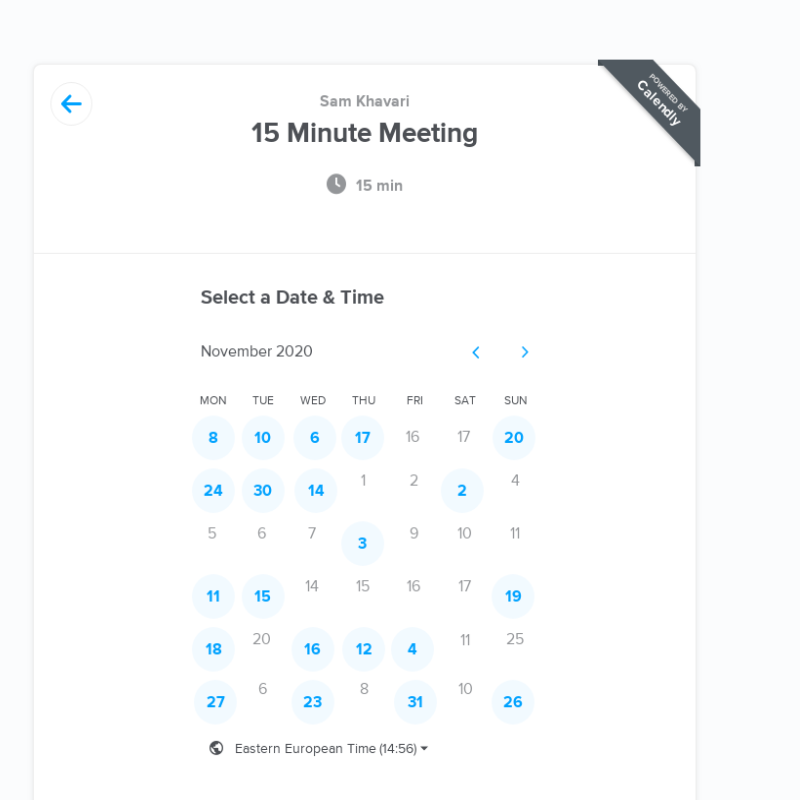 POWERED BY
Calendly
Sam Khavari
15 Minute Meeting
15 min
Select a Date & Time
November 2020
MON TUE WED THU FRI SAT SUN
8 10 6 17 16 17 20
24 30 14 1 2 2 4
5 6 7 3 9 10 11
11 15 14 15 16 17 19
18 20 16 12 4 11 25
27 6 23 8 31 10 26
Eastern European Time (14:56)